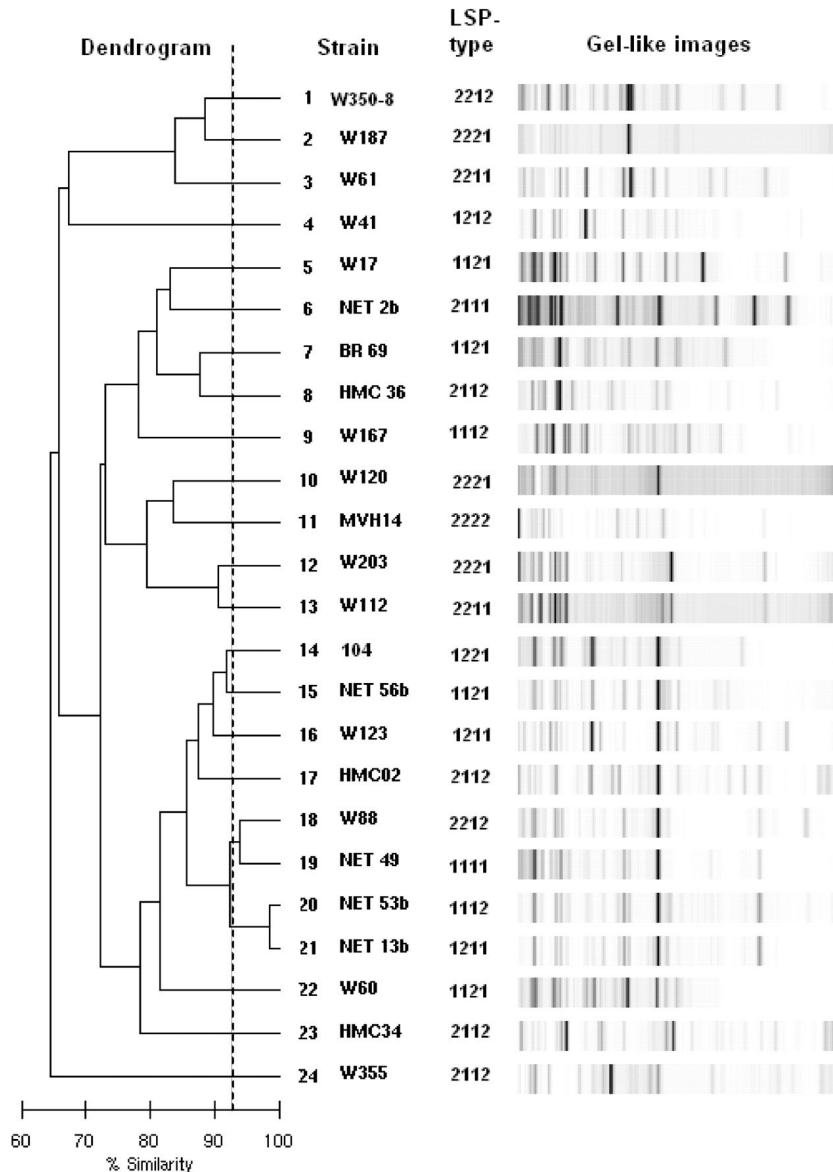 Dendrogram Strain LSP-type Gel-like images
1 W350-8 2212
2 W187 2221
3 W61 2211
4 W41 1212
5 W17 1121
6 NET 2b 2111
7 BR 69 1121
8 HMC 36 2112
9 W167 1112
10 W120 2221
11 MVH14 2222
12 W203 2221
13 W112 2211
14 104 1221
15 NET 56b 1121
16 W123 1211
17 HMC02 2112
18 W88 2212
19 NET 49 1111
20 NET 53b 1112
21 NET 13b 1211
22 W60 1121
23 HMC34 2112
24 W355 2112
60 70 80 90 100
% Similarity